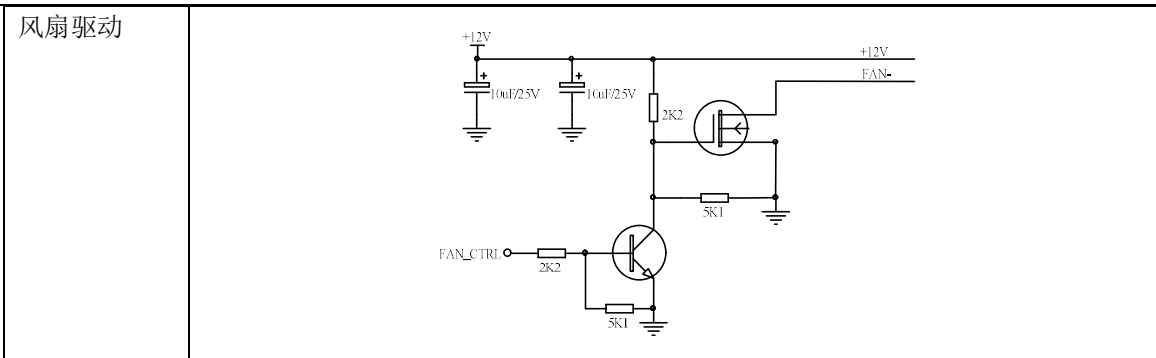 风扇驱动
+12V
+12V
FAN-
10uF/25V
10uF/25V
2K2
5K1
FAN_CTRL
2K2
5K1